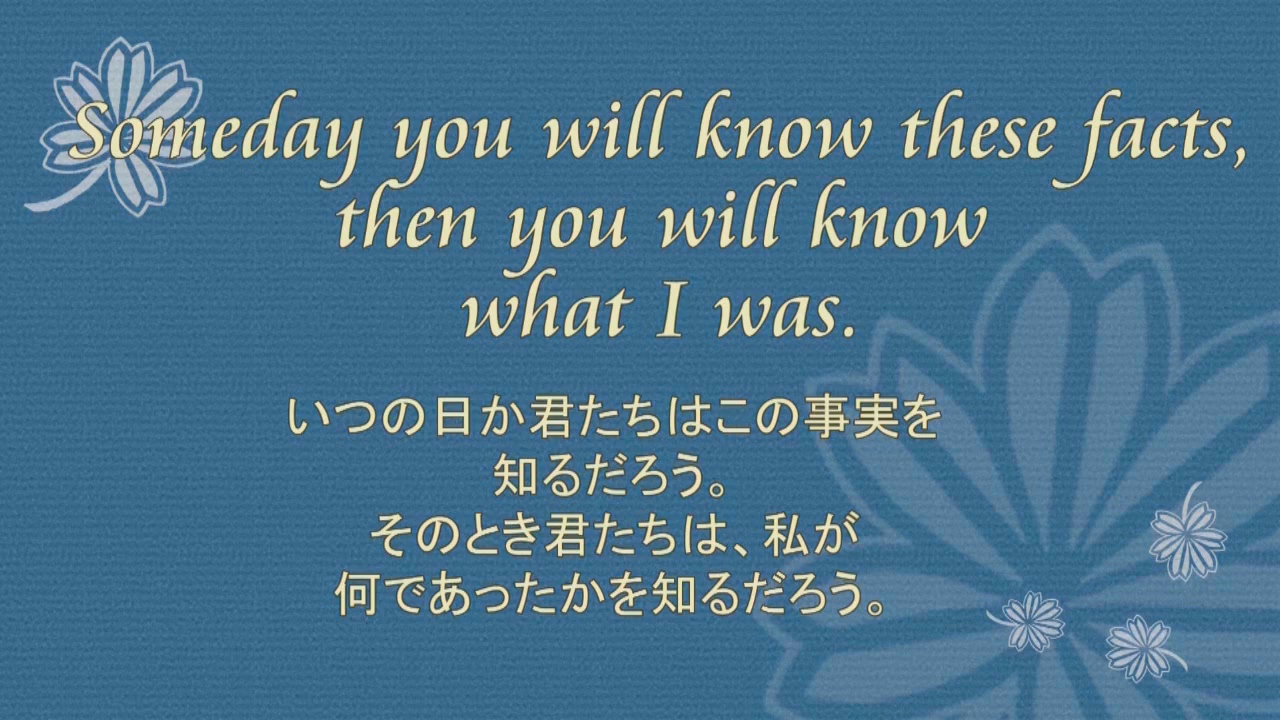 Someday you will know these facts,
then you will know
what I was.
いつの日か君たちはこの事実を
知るだろう。
そのとき君たちは、私が
何であったかを知るだろう。